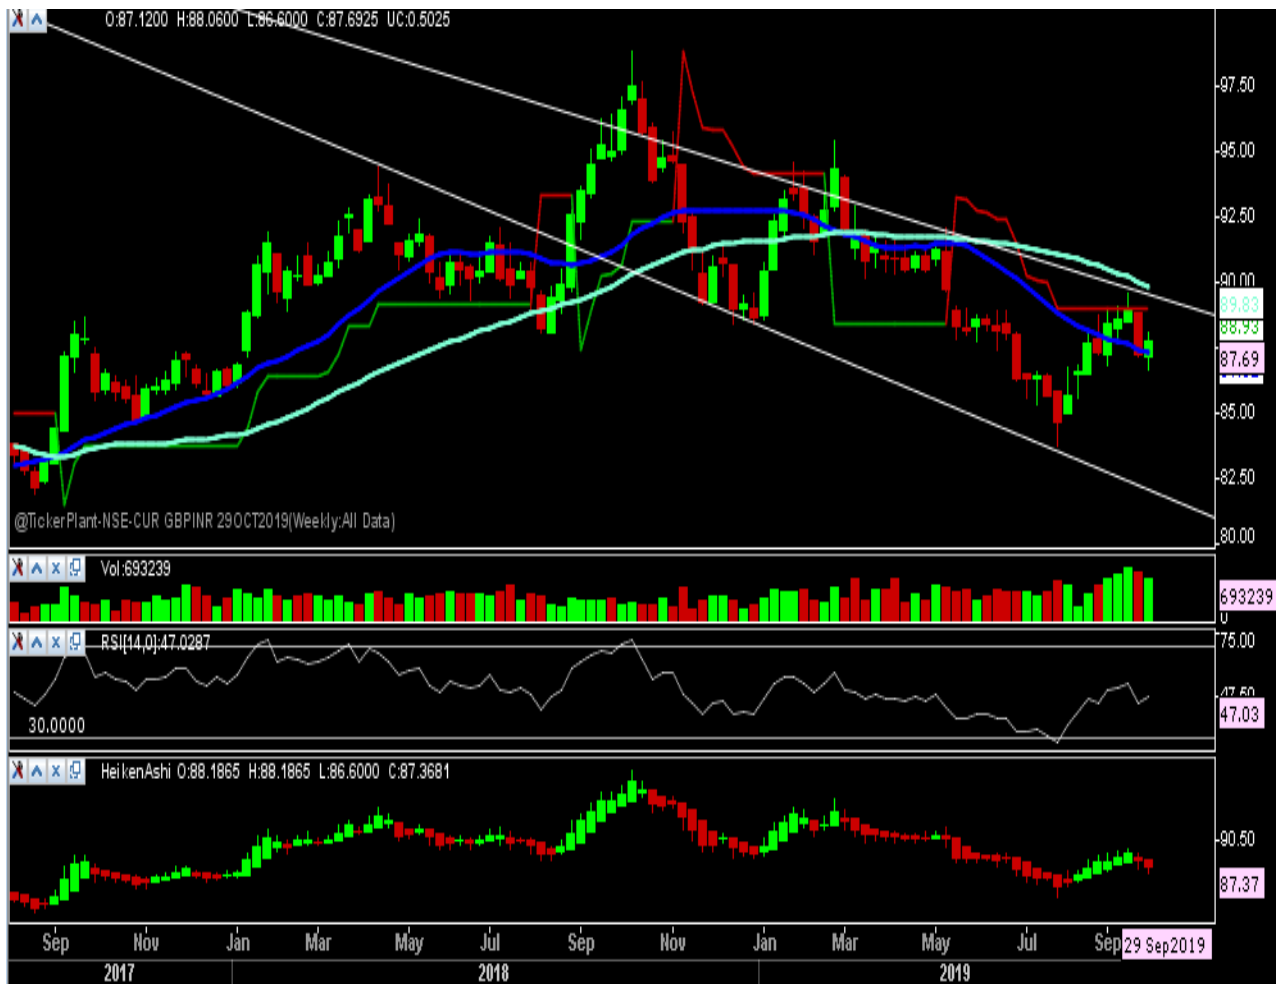 O:87.1200 H:88.0600 L:86.6000 C:87.6925 UC:0.5025
97.50
95.00
92.50
90.00
89.83
88.93
87.69
85.00
82.50
@TickerPlant-NSE-CUR GBPINR 29OCT2019(Weekly:All Data)
80.00
Vol:693239
693239
0
RSI[14,0]:47.0287
75.00
47.50
47.03
30.0000
HeikenAshi O:88.1865 H:88.1865 L:86.6000 C:87.3681
90.50
87.37
Sep Nov Jan Mar May Jul Sep Nov Jan Mar May Jul Sep 29 Sep2019
2017 2018 2019